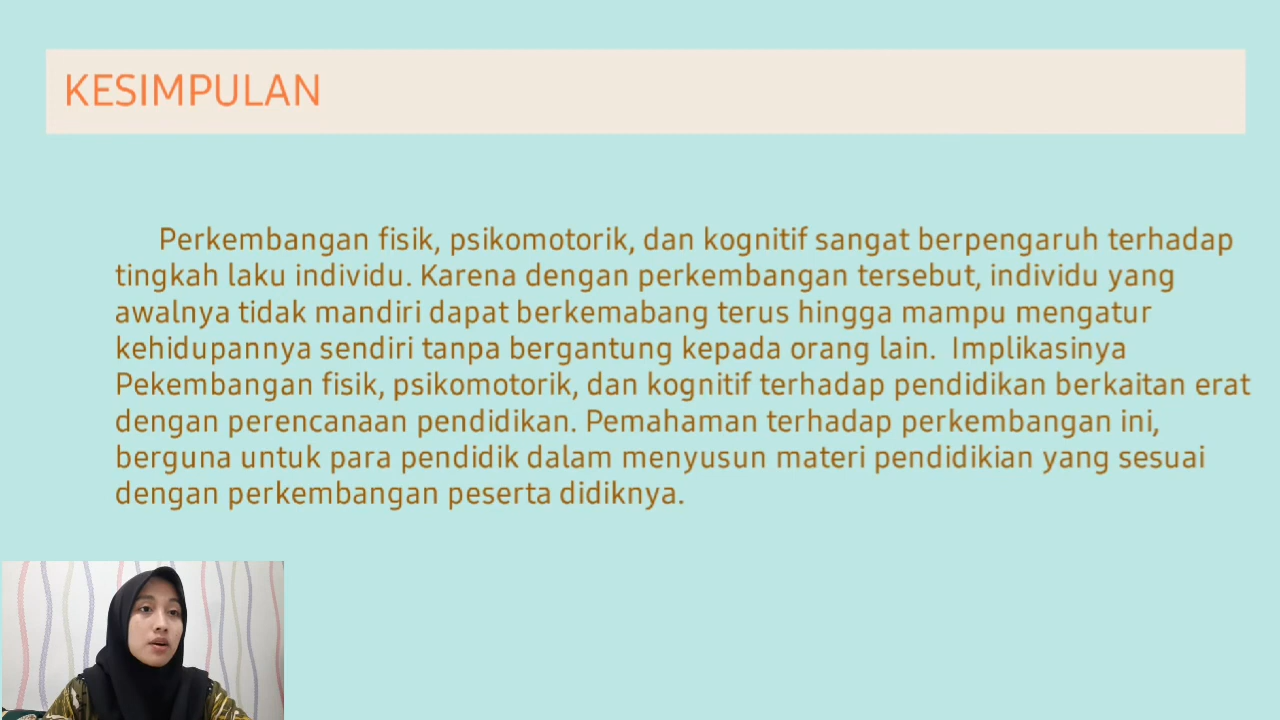 KESIMPULAN
Perkembangan fisik, psikomotorik, dan kognitif sangat berpengaruh terhadap
tingkah laku individu. Karena dengan perkembangan tersebut, individu yang
awalnya tidak mandiri dapat berkemabang terus hingga mampu mengatur
kehidupannya sendiri tanpa bergantung kepada orang lain.  Implikasinya
Pekembangan fisik, psikomotorik, dan kognitif terhadap pendidikan berkaitan erat
dengan perencanaan pendidikan. Pemahaman terhadap perkembangan ini,
berguna untuk para pendidik dalam menyusun materi pendidikian yang sesuai
dengan perkembangan peserta didiknya.